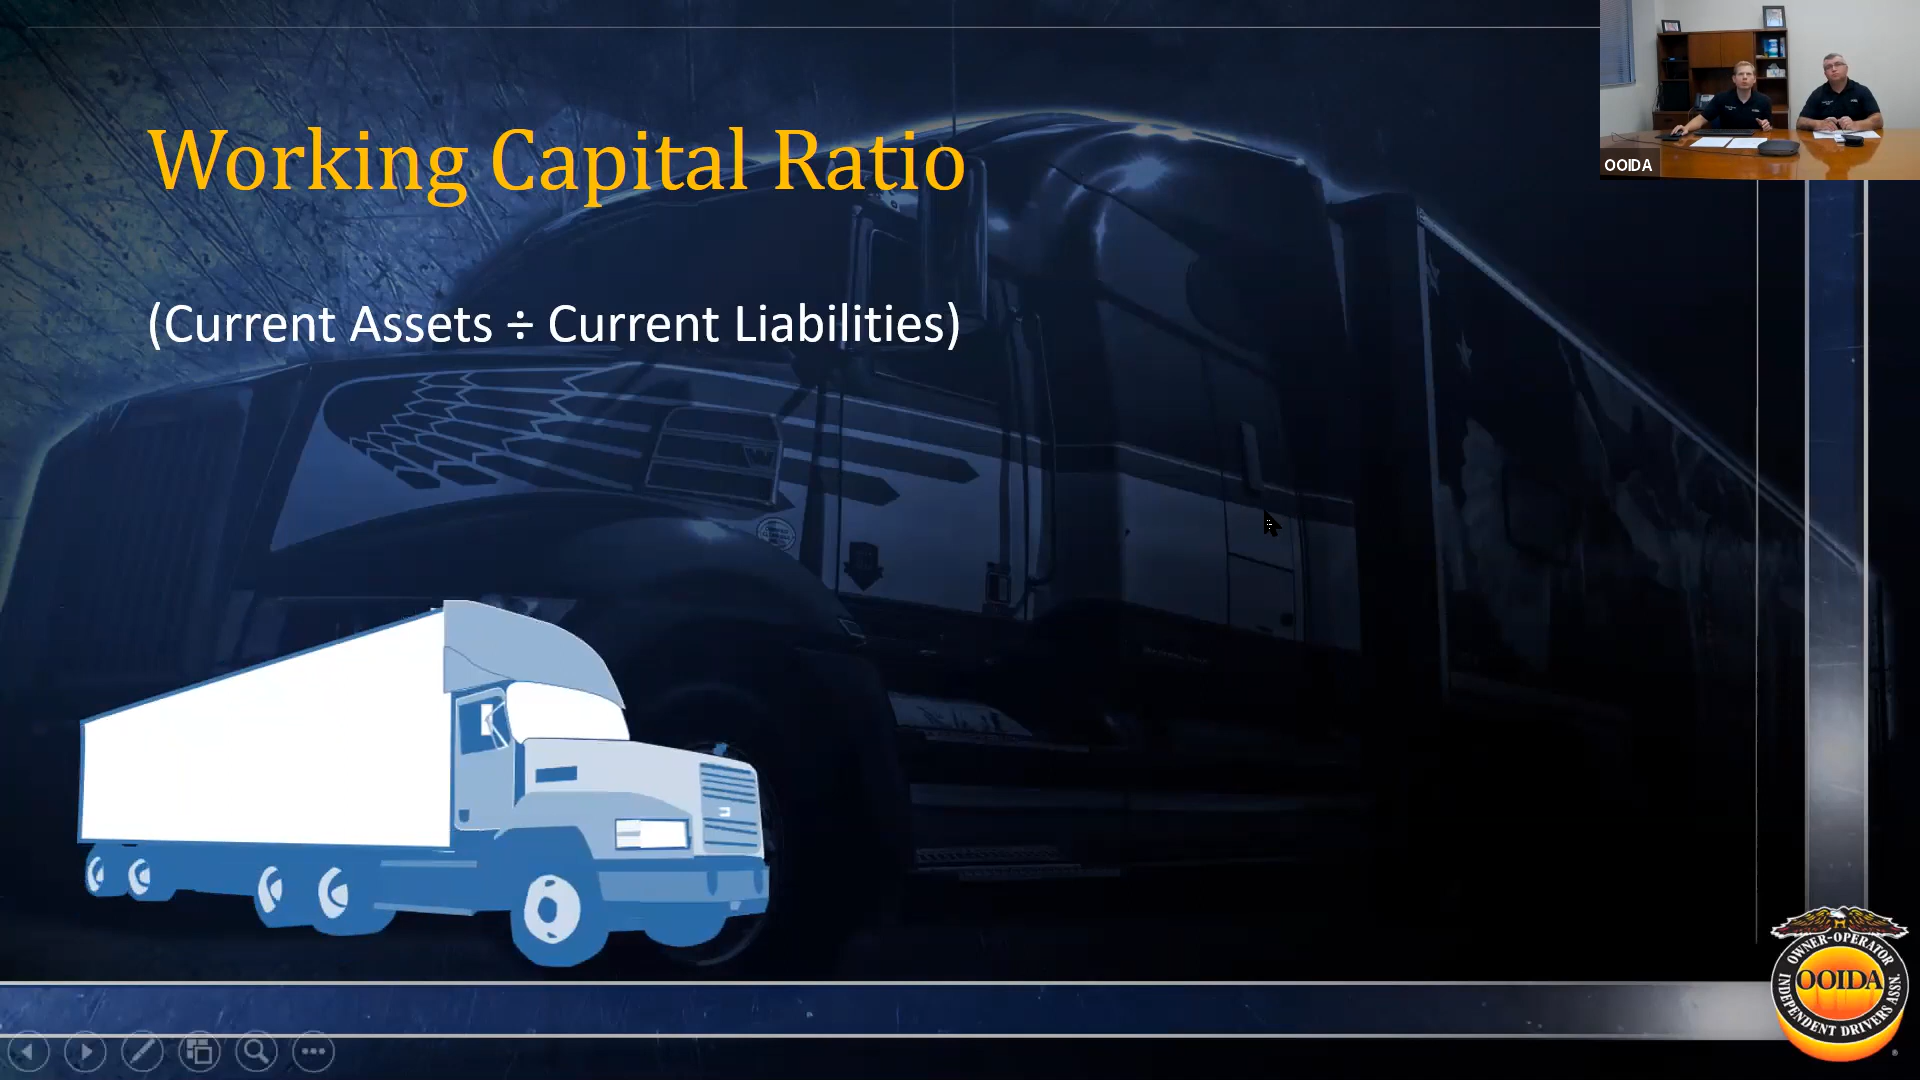 Working Capital Ratio
(Current Assets ÷ Current Liabilities)
OOIDA
OWNER-OPERATOR
OOIDA
INDEPENDENT DRIVERS ASSN.
®